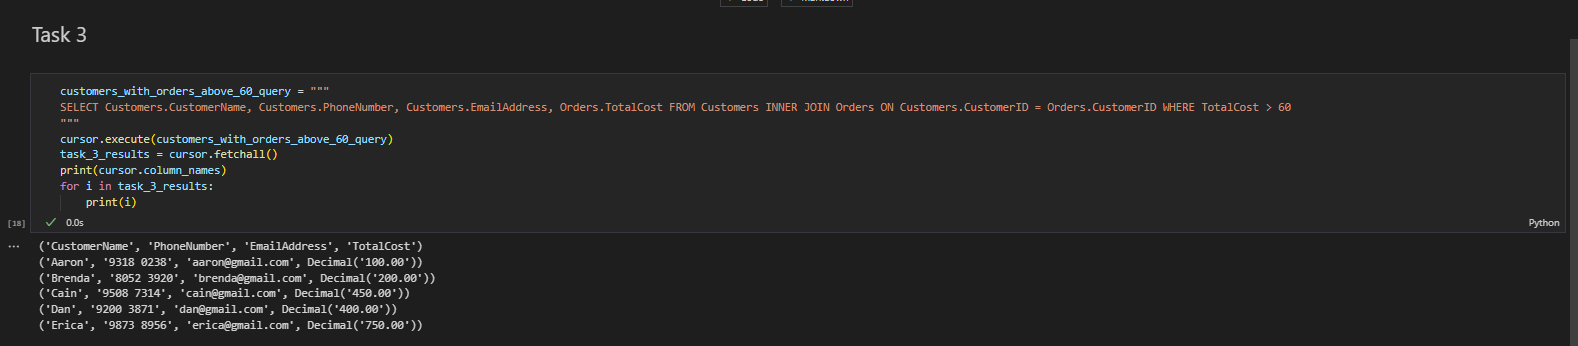 Task 3
customers_with_orders_above_60_query = """
SELECT Customers.CustomerName, Customers.PhoneNumber, Customers.EmailAddress, Orders.TotalCost FROM Customers INNER JOIN Orders ON Customers.CustomerID = Orders.CustomerID WHERE TotalCost > 60
"""
cursor.execute(customers_with_orders_above_60_query)
task_3_results = cursor.fetchall()
print(cursor.column_names)
for i in task_3_results:
    print(i)
[18]
0.0s
Python
('CustomerName', 'PhoneNumber', 'EmailAddress', 'TotalCost')
('Aaron', '9318 0238', 'aaron@gmail.com', Decimal('100.00'))
('Brenda', '8052 3920', 'brenda@gmail.com', Decimal('200.00'))
('Cain', '9508 7314', 'cain@gmail.com', Decimal('450.00'))
('Dan', '9200 3871', 'dan@gmail.com', Decimal('400.00'))
('Erica', '9873 8956', 'erica@gmail.com', Decimal('750.00'))